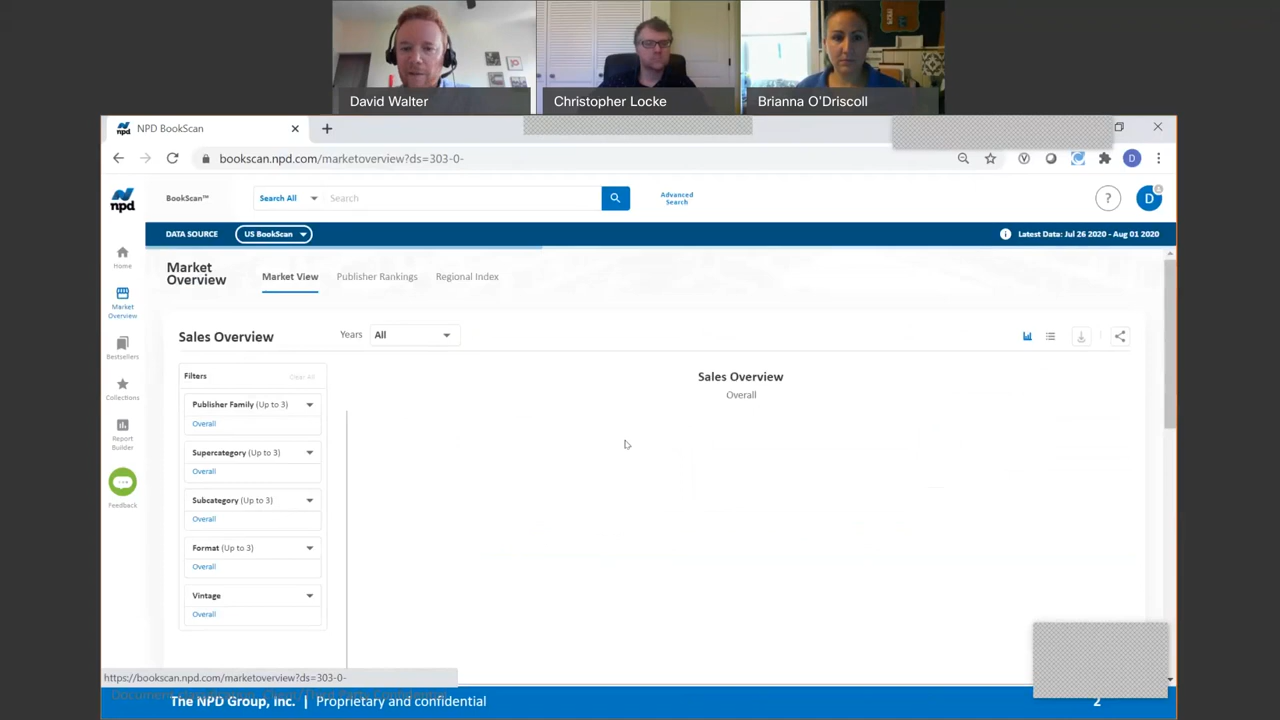 David Walter
Christopher Locke
Brianna O'Driscoll
NPD BookScan
bookscan.npd.com/marketoverview?ds=303-0-
D
npd
BookScan™
Search All
Search
Advanced
Search
?
D
DATA SOURCE
US BookScan
Latest Data: Jul 26 2020 - Aug 01 2020
Home
Market
Overview
Bestsellers
Collections
Report
Builder
Feedback
Market
Overview
Market View
Publisher Rankings
Regional Index
Sales Overview
Years
All
Filters
Clear All
Publisher Family (Up to 3)
Overall
Supercategory (Up to 3)
Overall
Subcategory (Up to 3)
Overall
Format (Up to 3)
Overall
Vintage
Overall
Sales Overview
Overall
https://bookscan.npd.com/marketoverview?ds=303-0-
The NPD Group, Inc. | Proprietary and confidential
2